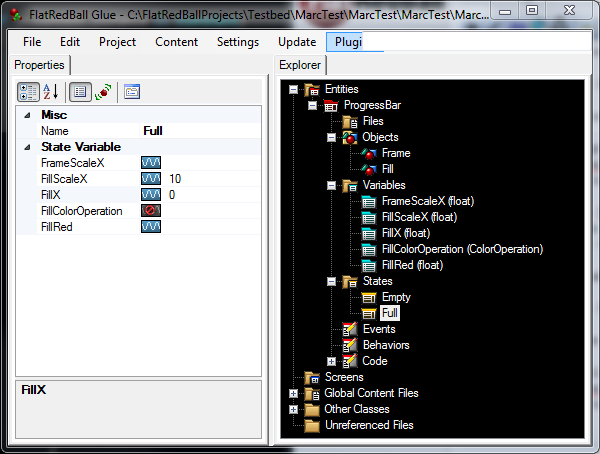 FlatRedBall Glue - C:\FlatRedBallProjects\Testbed\MarcTest\MarcTest\MarcTest\Marc...
File Edit Project Content Settings Update Plugi
Properties
Misc
Name Full
State Variable
FrameScaleX
FillScaleX 10
FillX 0
FillColorOperation
FillRed
FillX
Explorer
Entities
ProgressBar
Files
Objects
Frame
Fill
Variables
FrameScaleX (float)
FillScaleX (float)
FillX (float)
FillColorOperation (ColorOperation)
FillRed (float)
States
Empty
Full
Events
Behaviors
Code
Screens
Global Content Files
Other Classes
Unreferenced Files